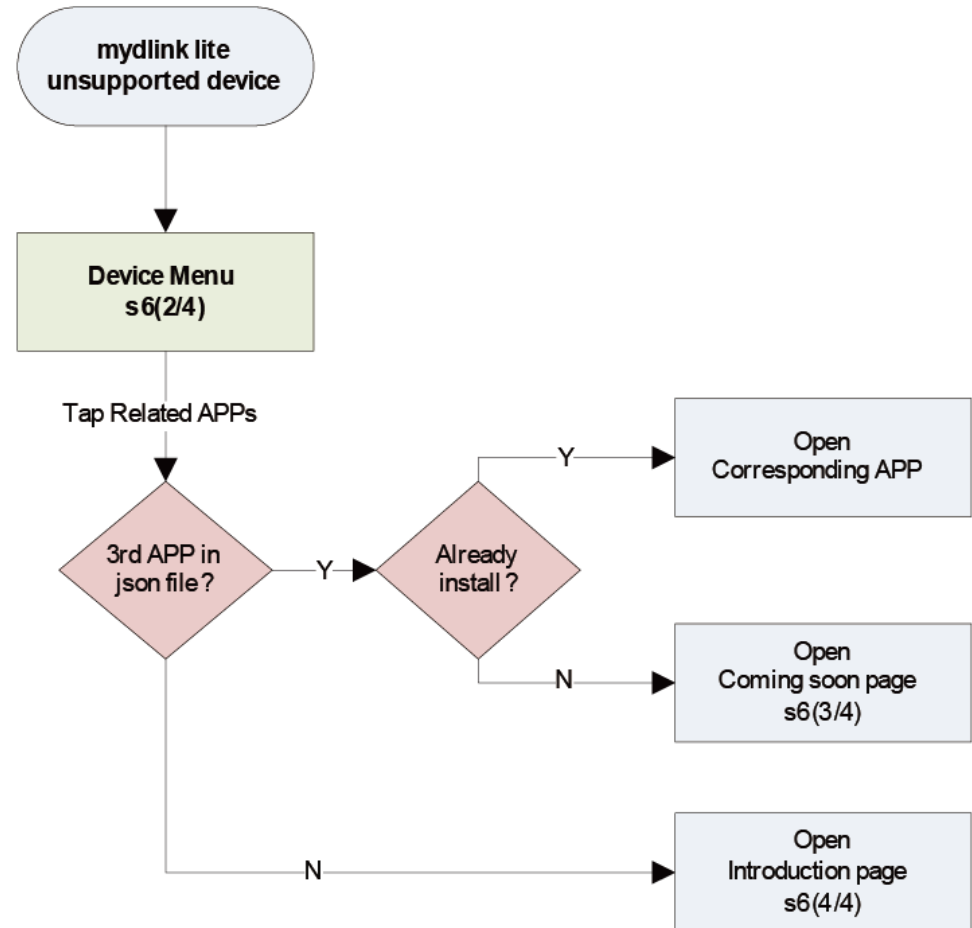 mydlink lite
unsupported device
Device Menu
s6(2/4)
Tap Related APPs
3rd APP in
json file?
Y
Already
install?
Y
Open
Corresponding APP
N
Open
Coming soon page
s6(3/4)
N
Open
Introduction page
s6(4/4)